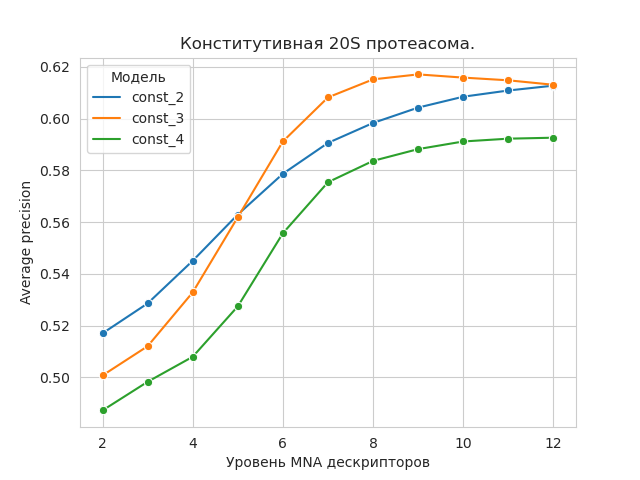 Конститутивная 20S протеасома.
Модель
const_2
const_3
const_4
0.62
0.60
0.58
0.56
0.54
0.52
0.50
Average precision
2 4 6 8 10 12
Уровень MNA дескрипторов